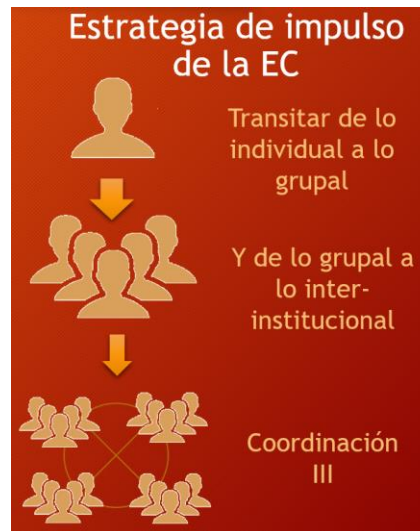 Estrategia de impulso
de la EC
Transitar de lo
individual a lo
grupal
Y de lo grupal a
lo inter-
institucional
Coordinación
III